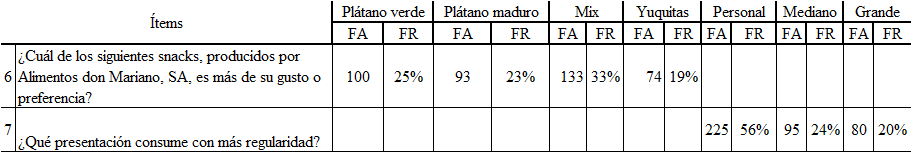 Ítems Plátano verde Plátano maduro Mix Yuquitas Personal Mediano Grande
FA FR FA FR FA FR FA FR FA FR FA FR FA FR
6 ¿Cuál de los siguientes snacks, producidos por
Alimentos don Mariano, SA, es más de su gusto o
preferencia?
100 25% 93 23% 133 33% 74 19%
7 ¿Qué presentación consume con más regularidad?
225 56% 95 24% 80 20%